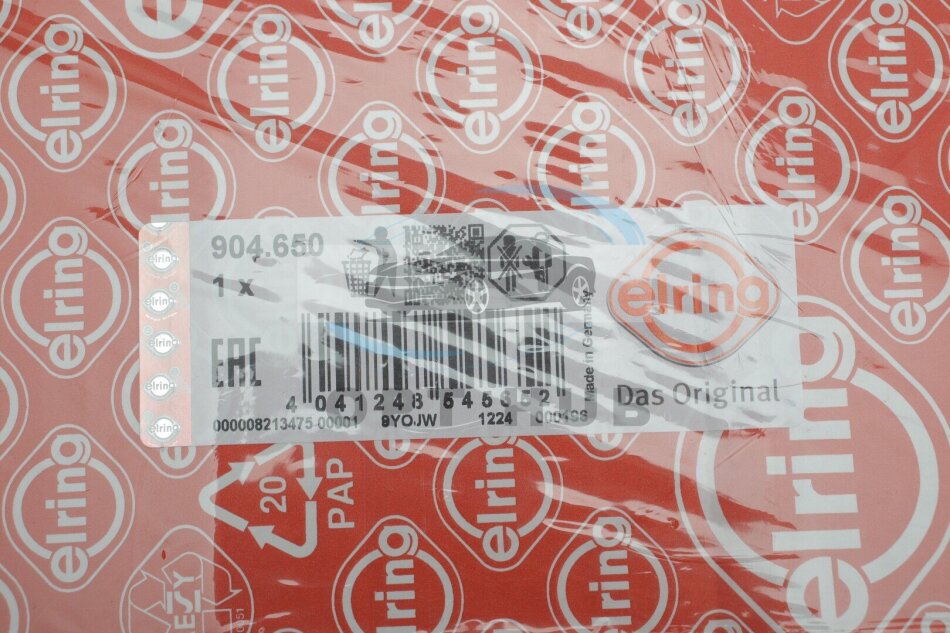 904.650
1 x
elring
EAC
Made in Germany
4 041248 545652
Das Original
000008213475 00001 9YOJW 1224
20
PAP